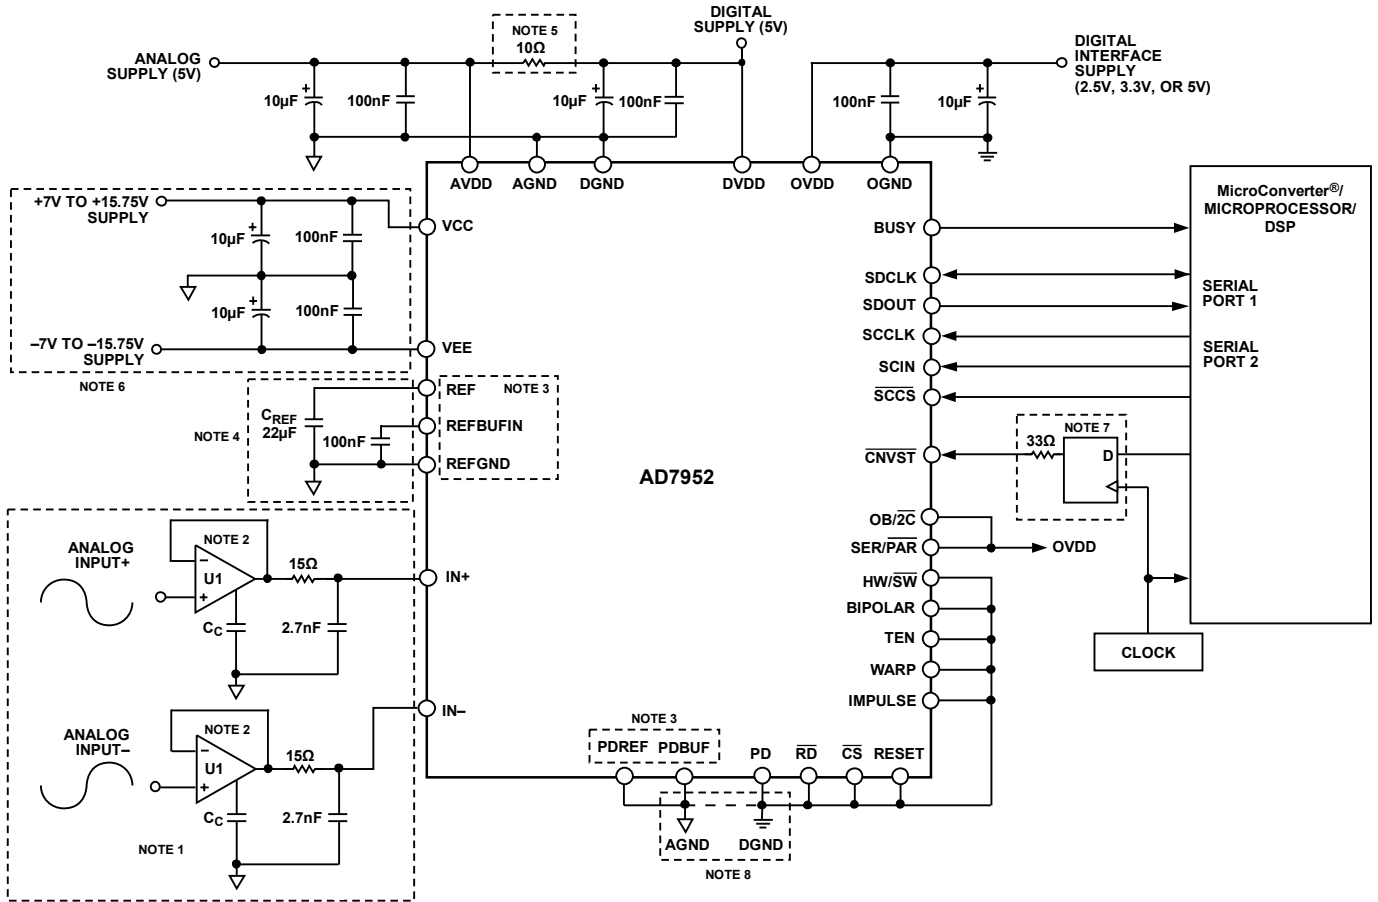 DIGITAL
SUPPLY (5V)
NOTE 5
10Ω
ANALOG
SUPPLY (5V)
DIGITAL
INTERFACE
SUPPLY
(2.5V, 3.3V, OR 5V)
+
10µF
100nF
+
10µF
100nF
100nF
+
10µF
AVDD
AGND
DGND
DVDD
OVDD
OGND
MicroConverter®/
MICROPROCESSOR/
DSP
+7V TO +15.75V
SUPPLY
+
10µF
100nF
VCC
BUSY
SDCLK
SERIAL
PORT 1
SDOUT
+
10µF
100nF
–7V TO –15.75V
SUPPLY
VEE
SCCLK
SERIAL
PORT 2
SCIN
SCCS
NOTE 6
REF
NOTE 3
CREF
22µF
NOTE 4
REFBUFIN
100nF
REFGND
NOTE 7
33Ω
CNVST
D
AD7952
OB/2C
SER/PAR
OVDD
HW/SW
BIPOLAR
TEN
WARP
IMPULSE
CLOCK
ANALOG
INPUT+
NOTE 2
–
U1
+
15Ω
IN+
CC
2.7nF
ANALOG
INPUT–
NOTE 2
–
U1
+
15Ω
IN–
CC
2.7nF
NOTE 1
NOTE 3
PDREF
PDBUF
PD
RD
CS
RESET
AGND
DGND
NOTE 8